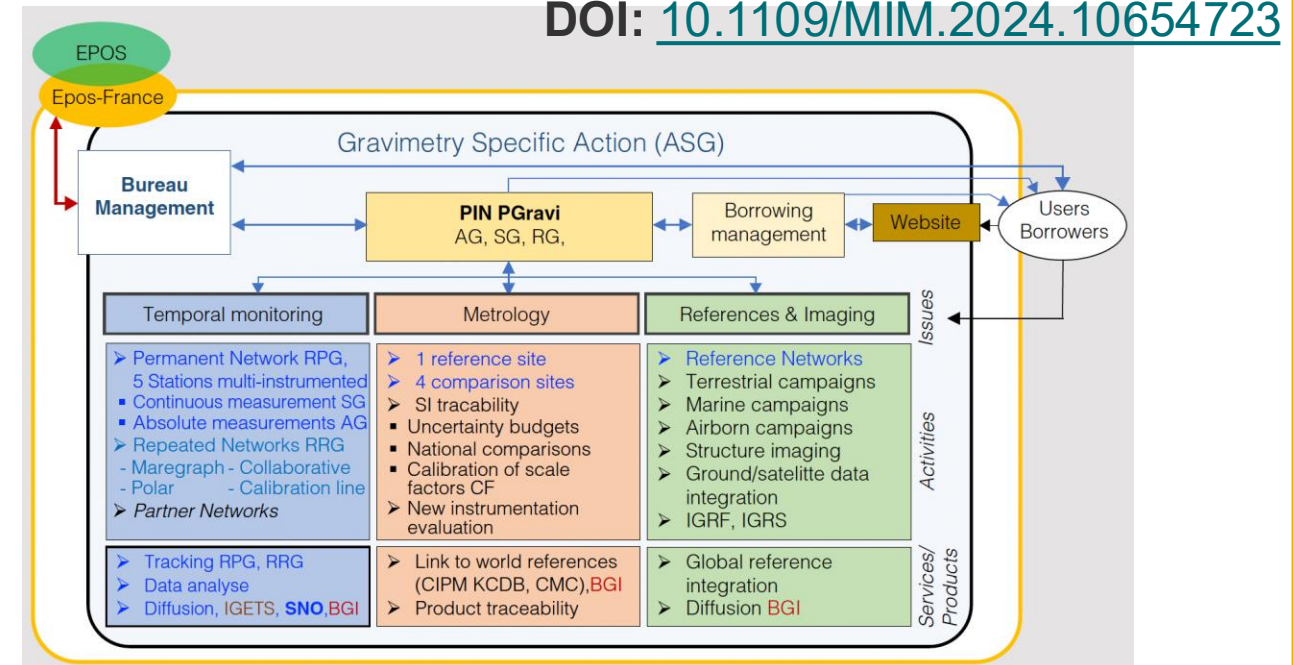 DOI: 10.1109/MIM.2024.10654723
EPOS
Epos-France
Gravimetry Specific Action (ASG)
Bureau
Management
PIN PGravi
AG, SG, RG,
Borrowing
management
Website
Users
Borrowers
Temporal monitoring
Metrology
References & Imaging
Issues
➢ Permanent Network RPG,
5 Stations multi-instrumented
▪ Continuous measurement SG
▪ Absolute measurements AG
➢ Repeated Networks RRG
- Maregraph - Collaborative
- Polar - Calibration line
➢ Partner Networks
➢ 1 reference site
➢ 4 comparison sites
➢ SI tracability
▪ Uncertainty budgets
▪ National comparisons
▪ Calibration of scale
factors CF
➢ New instrumentation
evaluation
➢ Reference Networks
➢ Terrestrial campaigns
➢ Marine campaigns
➢ Airborn campaigns
➢ Structure imaging
➢ Ground/satelitte data
integration
➢ IGRF, IGRS
Activities
➢ Tracking RPG, RRG
➢ Data analyse
➢ Diffusion, IGETS, SNO,BGI
➢ Link to world references
(CIPM KCDB, CMC),BGI
➢ Product traceability
➢ Global reference
integration
➢ Diffusion BGI
Services/
Products